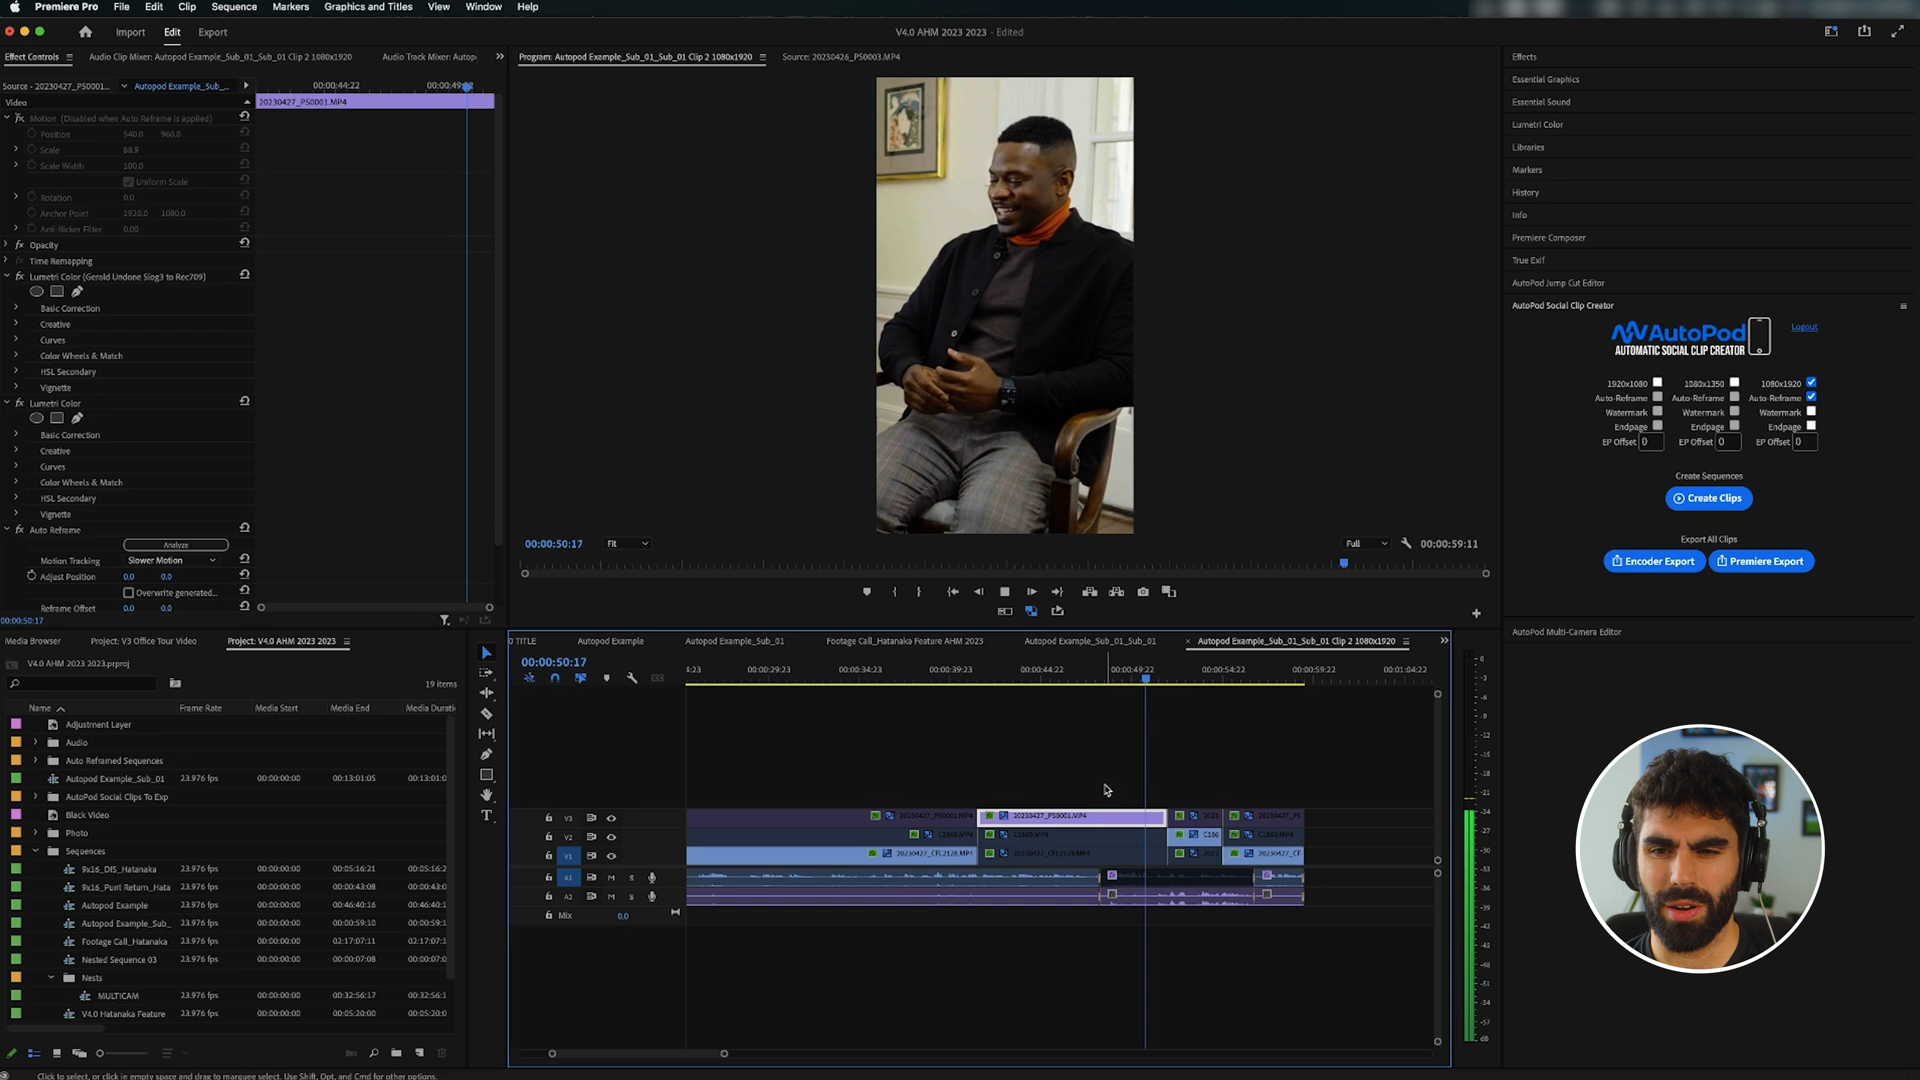 Premiere Pro File Edit Clip Sequence Markers Graphics and Titles View Window Help
Import Edit Export
V4.0 AHM 2023 2023 - Edited
Effect Controls Audio Clip Mixer: Autopod Example_Sub_01_Sub_01 Clip 2 1080x1920 Audio Track Mixer: Autop
Source - 20230427_PS0001... Autopod Example_Sub_... 00:00:44:22
Video 20230427_PS0001.MP4
Motion (Disabled when Auto Reframe is applied)
Position 540.0 960.0
Scale 88.9
Scale Width 100.0
Uniform Scale
Rotation 0.0
Anchor Point 1920.0 1080.0
Anti-flicker Filter 0.00
fx Opacity
fx Time Remapping
fx Lumetri Color (Gerald Undone Slog3 to Rec709)
Basic Correction
Creative
Curves
Color Wheels & Match
HSL Secondary
Vignette
fx Lumetri Color
Basic Correction
Creative
Curves
Color Wheels & Match
HSL Secondary
Vignette
fx Auto Reframe
Analyze
Motion Tracking Slower Motion
Adjust Position 0.0 0.0
Overwrite generated...
Reframe Offset 0.0 0.0
00:00:50:17
Program: Autopod Example_Sub_01_Sub_01 Clip 2 1080x1920 Source: 20230426_PS0003.MP4
00:00:50:17 Fit Full 00:00:59:11
Effects
Essential Graphics
Essential Sound
Lumetri Color
Libraries
Markers
History
Info
Premiere Composer
True Exif
AutoPod Jump Cut Editor
AutoPod Social Clip Creator
AutoPod Logout
AUTOMATIC SOCIAL CLIP CREATOR
1920x1080 1080x1350 1080x1920
Auto-Reframe Auto-Reframe Auto-Reframe
Watermark Watermark Watermark
Endpage Endpage Endpage
EP Offset 0 EP Offset 0 EP Offset 0
Create Sequences
Create Clips
Export All Clips
Encoder Export Premiere Export
AutoPod Multi-Camera Editor
Media Browser Project: V3 Office Tour Video Project: V4.0 AHM 2023 2023
V4.0 AHM 2023 2023.prproj
19 items
Name Frame Rate Media Start Media End Media Durati
Adjustment Layer
Audio
Auto Reframed Sequences
Autopod Example_Sub_01 23.976 fps 00:00:00:00 00:13:01:05 00:13:01:0
AutoPod Social Clips To Exp
Black Video
Photo
Sequences
9x16_DIS_Hatanaka 23.976 fps 00:00:00:00 00:05:16:21 00:05:16:2
9x16_Punt Return_Hata 23.976 fps 00:00:00:00 00:00:43:08 00:00:43:0
Autopod Example 23.976 fps 00:00:00:00 00:46:40:16 00:46:40:1
Autopod Example_Sub_ 23.976 fps 00:00:00:00 00:00:59:10 00:00:59:1
Footage Call_Hatanaka 23.976 fps 00:00:00:00 02:17:07:11 02:17:07:1
Nested Sequence 03 23.976 fps 00:00:00:00 00:00:07:08 00:00:07:0
Nests
MULTICAM 23.976 fps 00:00:00:00 00:32:56:17 00:32:56:1
V4.0 Hatanaka Feature 23.976 fps 00:00:00:00 00:05:20:00 00:05:20:0
0 TITLE Autopod Example Autopod Example_Sub_01 Footage Call_Hatanaka Feature AHM 2023 Autopod Example_Sub_01_Sub_01 Autopod Example_Sub_01_Sub_01 Clip 2 1080x1920
00:00:50:17
00:00:29:23 00:00:34:23 00:00:39:23 00:00:44:22 00:00:49:22 00:00:54:22 00:00:59:22 00:01:04:22
V3 20230427_PS0001.MP4 20230427_PS0001.MP4 20230427_PS
V2
V1 20230427_CFL2128.MP4 20230427_CFL2128.MP4 20230427_CF
A1 M S
A2 M S
Mix 0.0
Click to select, or click in empty space and drag to marquee select. Use Shift, Opt, and Cmd for other options.